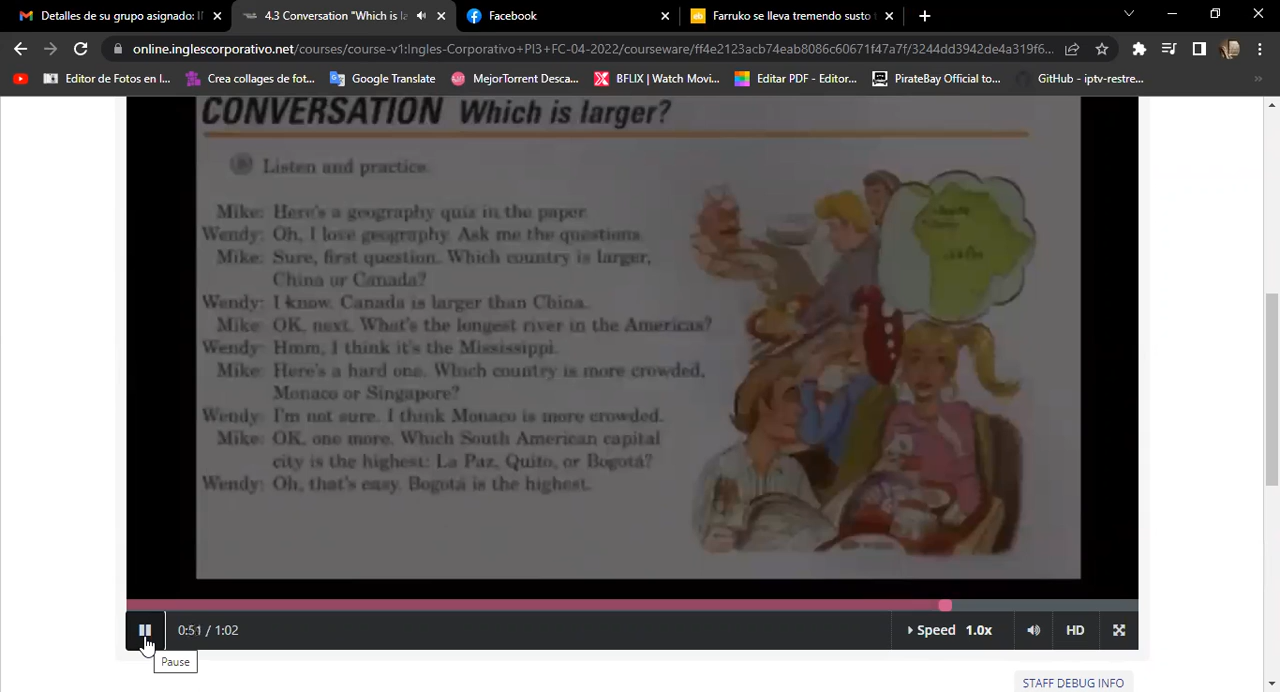 Detalles de su grupo asignado: I
4.3 Conversation "Which is la
Facebook
Farruko se lleva tremendo susto
online.inglescorporativo.net/courses/course-v1:Ingles-Corporativo+PI3+FC-04-2022/courseware/ff4e2123acb74eab8086c60671f47a7f/3244dd3942de4a319f6...
Editor de Fotos en l...
Crea collages de fot...
Google Translate
MejorTorrent Desca...
BFLIX | Watch Movi...
Editar PDF - Editor...
PirateBay Official to...
GitHub - iptv-restre...
CONVERSATION Which is larger?
Listen and practice.
Mike: Here's a geography quiz in the paper.
Wendy: Oh, I love geography. Ask me the questions.
Mike: Sure, first question. Which country is larger,
China or Canada?
Wendy: I know. Canada is larger than China.
Mike: OK, next. What's the longest river in the Americas?
Wendy: Hmm, I think it's the Mississippi.
Mike: Here's a hard one. Which country is more crowded,
Monaco or Singapore?
Wendy: I'm not sure. I think Monaco is more crowded.
Mike: OK, one more. Which South American capital
city is the highest: La Paz, Quito, or Bogotá?
Wendy: Oh, that's easy. Bogotá is the highest.
0:51 / 1:02
Speed 1.0x
HD
Pause
STAFF DEBUG INFO